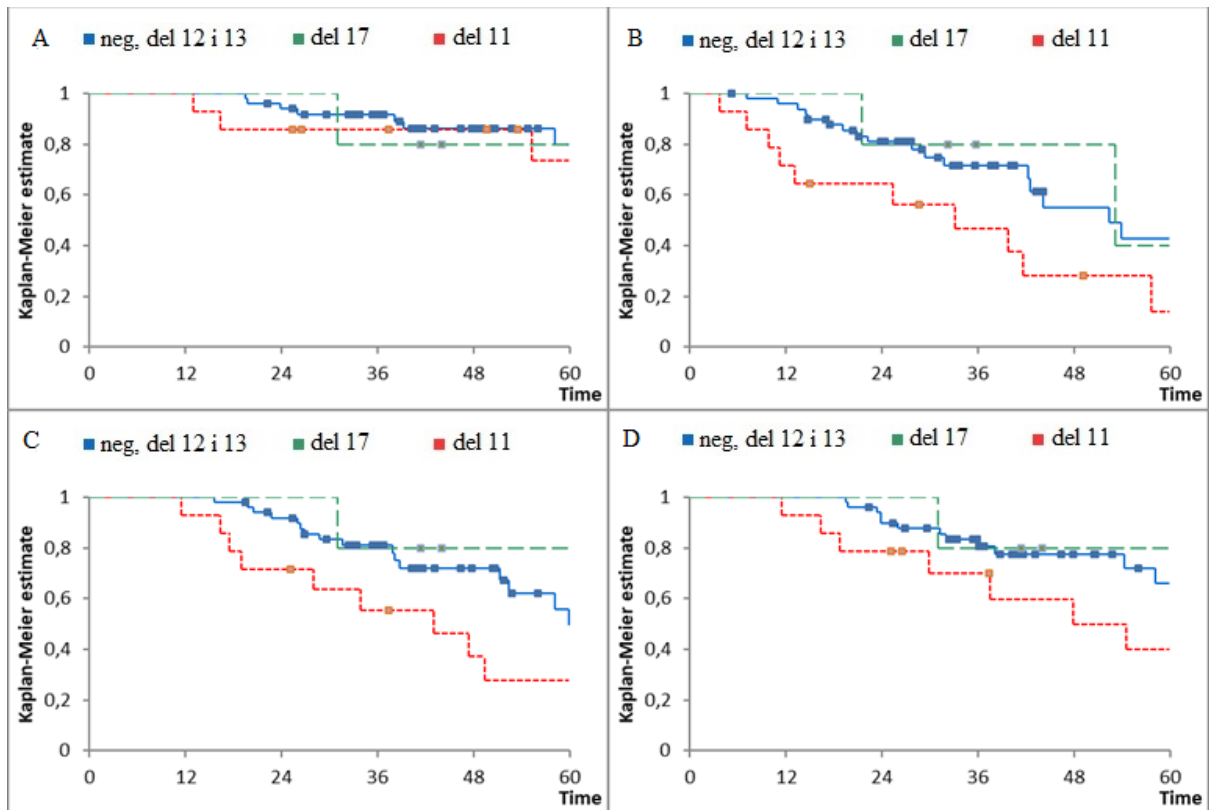 A
neg, del 12 i 13 del 17 del 11
Kaplan-Meier estimate
1
0,8
0,6
0,4
0,2
0
0 12 24 36 48 60
Time
B
neg, del 12 i 13 del 17 del 11
Kaplan-Meier estimate
1
0,8
0,6
0,4
0,2
0
0 12 24 36 48 60
Time
C
neg, del 12 i 13 del 17 del 11
Kaplan-Meier estimate
1
0,8
0,6
0,4
0,2
0
0 12 24 36 48 60
Time
D
neg, del 12 i 13 del 17 del 11
Kaplan-Meier estimate
1
0,8
0,6
0,4
0,2
0
0 12 24 36 48 60
Time